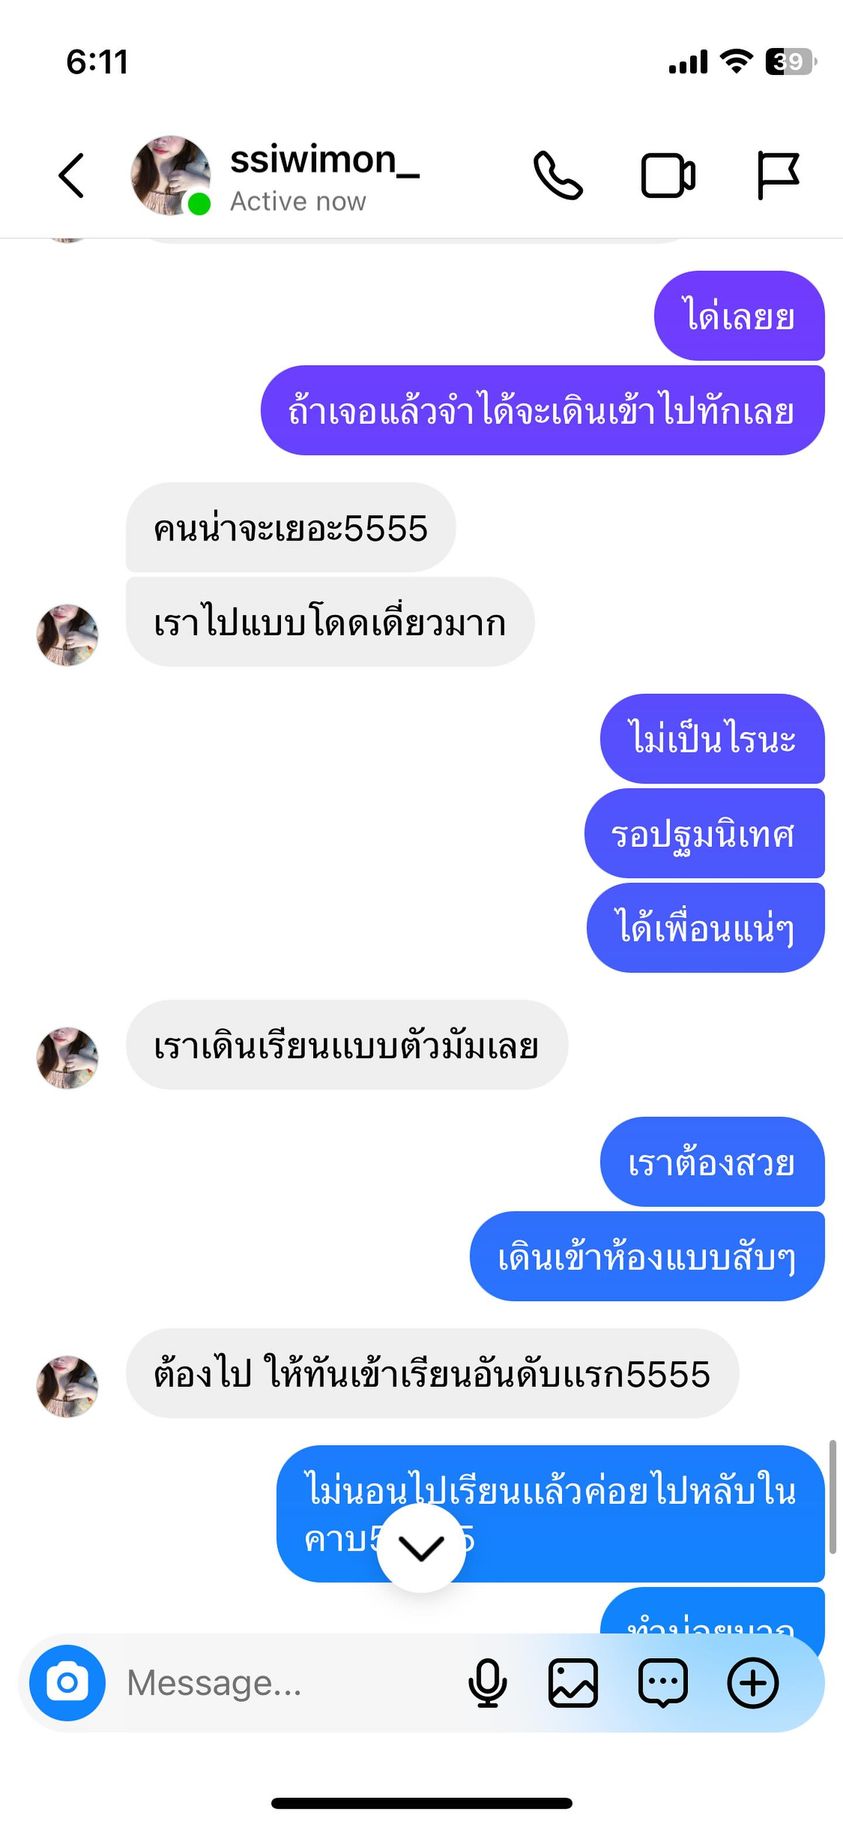 6:11
39
ssiwimon_
Active now
ได่เลยย
ถ้าเจอแล้วจำได้จะเดินเข้าไปทักเลย
คนน่าจะเยอะ5555
เราไปแบบโดดเดี่ยวมาก
ไม่เป็นไรนะ
รอปฐมนิเทศ
ได้เพื่อนแน่ๆ
เราเดินเรียนแบบตัวมัมเลย
เราต้องสวย
เดินเข้าห้องแบบสับๆ
ต้องไป ให้ทันเข้าเรียนอันดับแรก5555
ไม่นอนไปเรียนแล้วค่อยไปหลับใน
คาบ
Message...